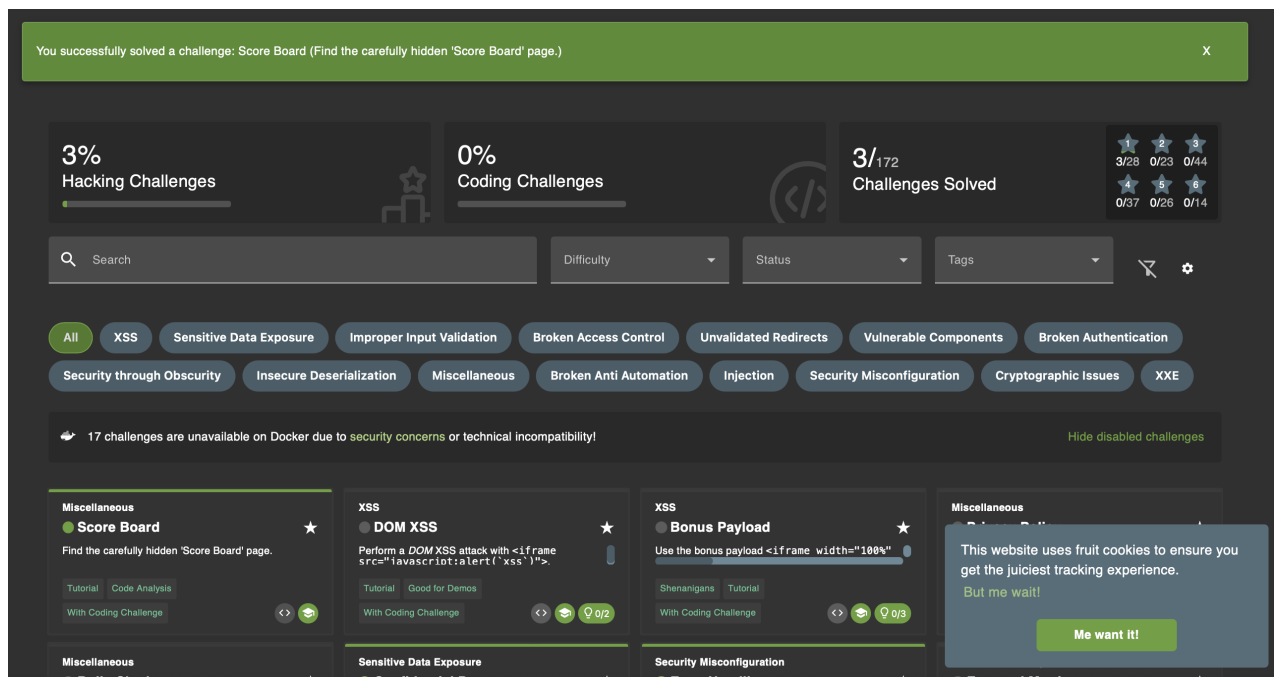 You successfully solved a challenge: Score Board (Find the carefully hidden 'Score Board' page.)
X
3%
Hacking Challenges
0%
Coding Challenges
3/172
Challenges Solved
1 2 3
3/28 0/23 0/44
4 5 6
0/37 0/26 0/14
Search
Difficulty
Status
Tags
All XSS Sensitive Data Exposure Improper Input Validation Broken Access Control Unvalidated Redirects Vulnerable Components Broken Authentication
Security through Obscurity Insecure Deserialization Miscellaneous Broken Anti Automation Injection Security Misconfiguration Cryptographic Issues XXE
17 challenges are unavailable on Docker due to security concerns or technical incompatibility!
Hide disabled challenges
Miscellaneous
Score Board
Find the carefully hidden 'Score Board' page.
Tutorial Code Analysis
With Coding Challenge
XSS
DOM XSS
Perform a DOM XSS attack with <iframe
src="javascript:alert(`xss`)">.
Tutorial Good for Demos
With Coding Challenge
0/2
XSS
Bonus Payload
Use the bonus payload <iframe width="100%"
Shenanigans Tutorial
With Coding Challenge
0/3
Miscellaneous
This website uses fruit cookies to ensure you
get the juiciest tracking experience.
But me wait!
Me want it!
Miscellaneous
Sensitive Data Exposure
Security Misconfiguration